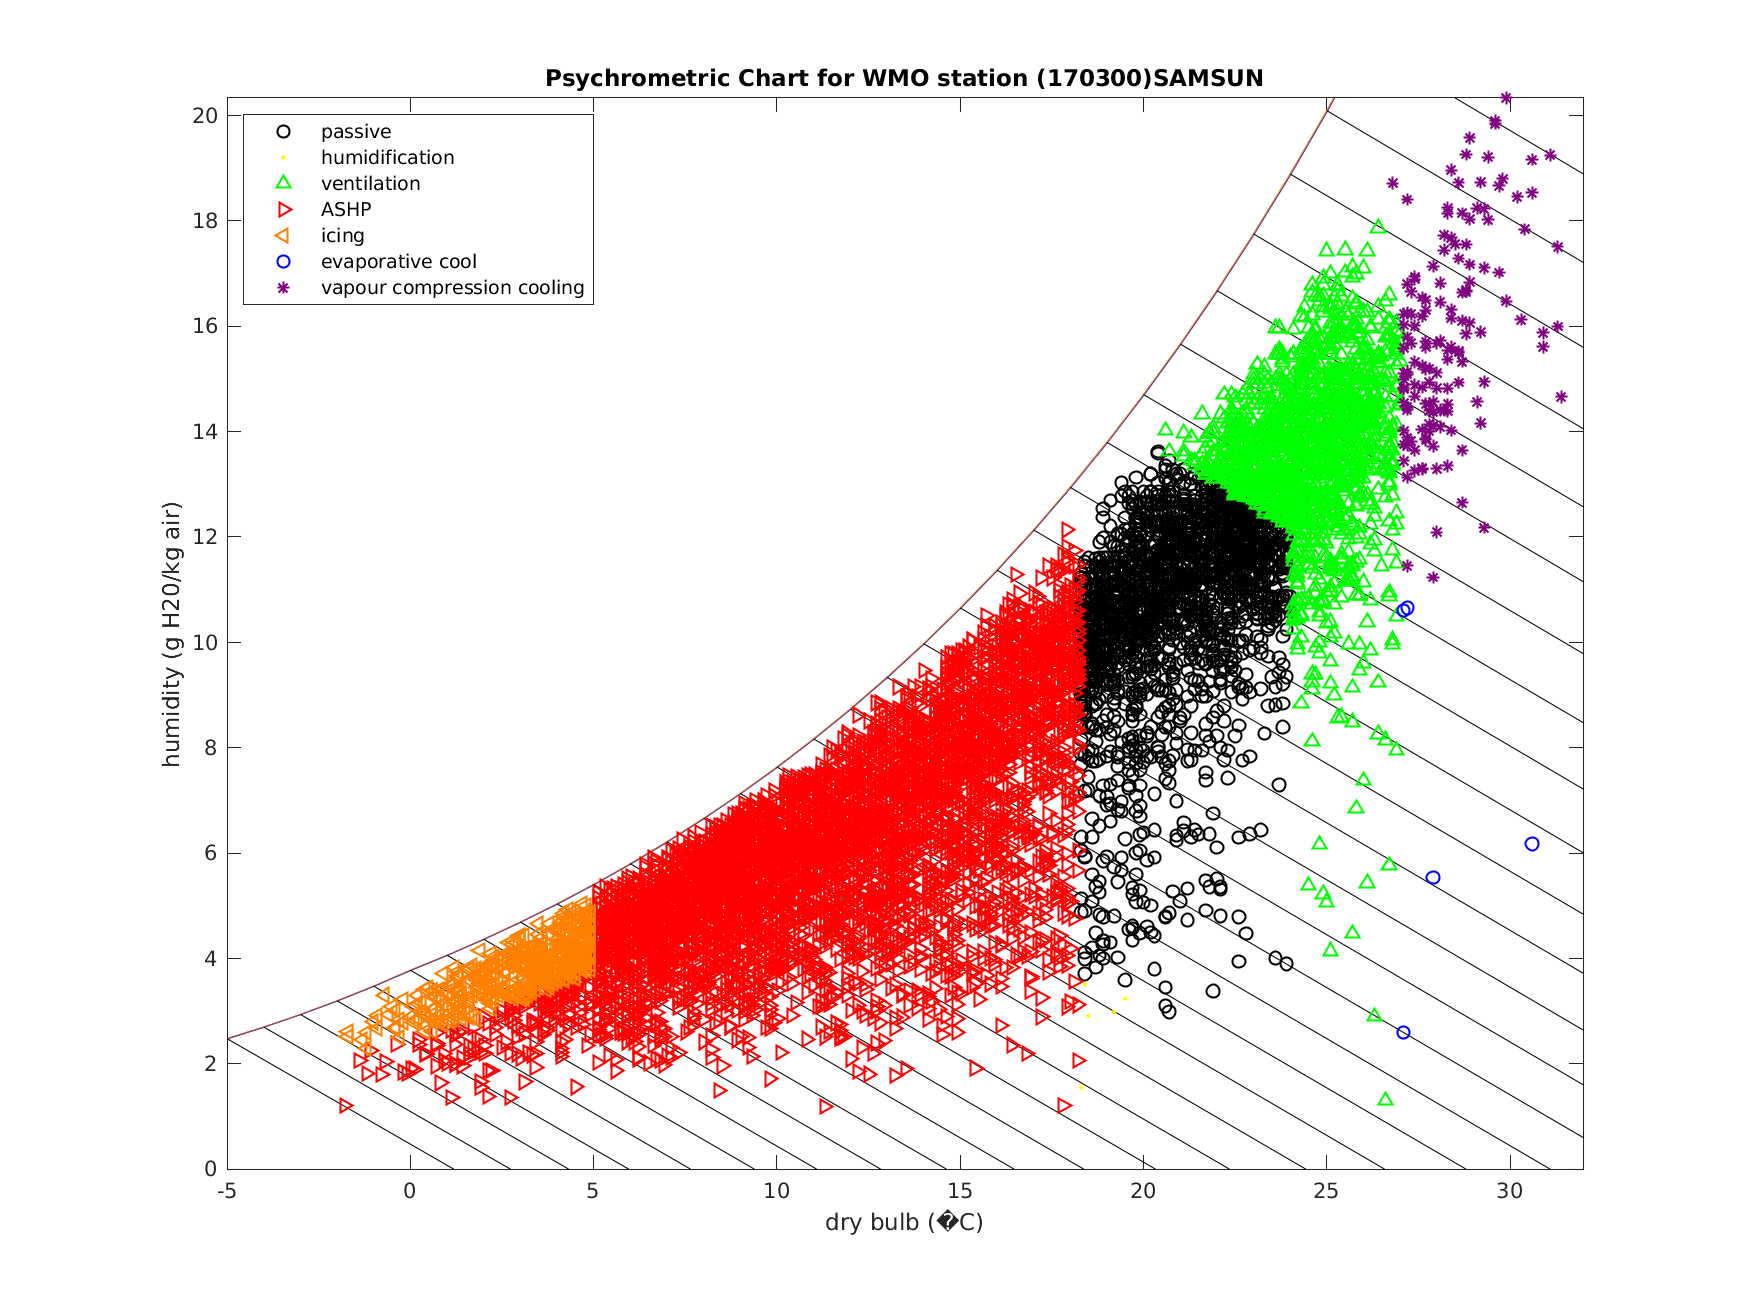 Psychrometric Chart for WMO station (170300)SAMSUN
passive
humidification
ventilation
ASHP
icing
evaporative cool
vapour compression cooling
humidity (g H20/kg air)
20
18
16
14
12
10
8
6
4
2
0
-5 0 5 10 15 20 25 30
dry bulb (�C)